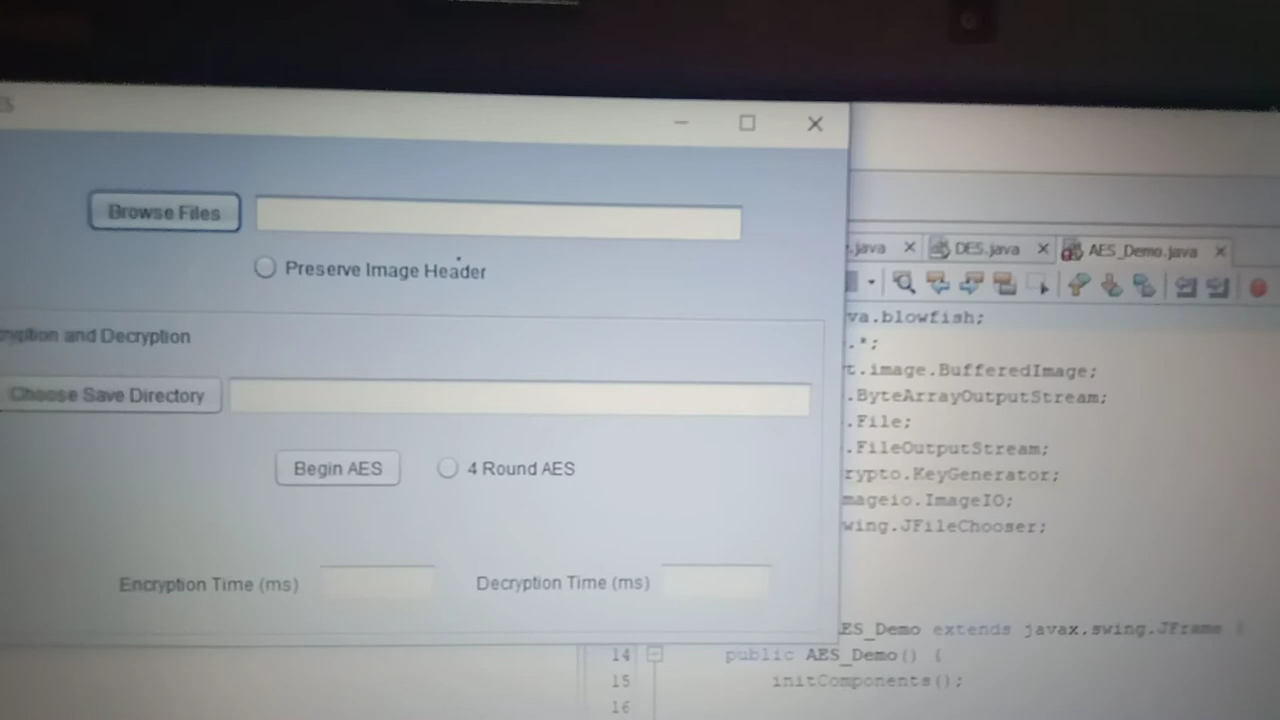 ES
Browse Files
Preserve Image Header
ryption and Decryption
Choose Save Directory
Begin AES
4 Round AES
Encryption Time (ms)
Decryption Time (ms)
.java
DES.java
AES_Demo.java
va.blowfish;
.*;
t.image.BufferedImage;
.ByteArrayOutputStream;
.File;
.FileOutputStream;
rypto.KeyGenerator;
mageio.ImageIO;
wing.JFileChooser;
ES_Demo extends javax.swing.JFrame {
14 public AES_Demo() {
15 initComponents();
16